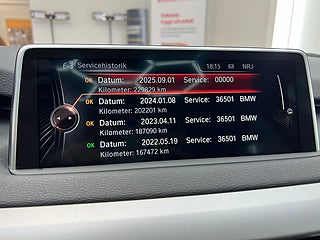 Servicehistorik 18:15 NRJ
OK Datum: 2025.09.01 Service: 00000
Kilometer: 229829 km
OK Datum: 2024.01.08 Service: 36501 BMW
Kilometer: 202201 km
OK Datum: 2023.04.11 Service: 36501 BMW
Kilometer: 187090 km
OK Datum: 2022.05.19 Service: 36501 BMW
Kilometer: 167472 km